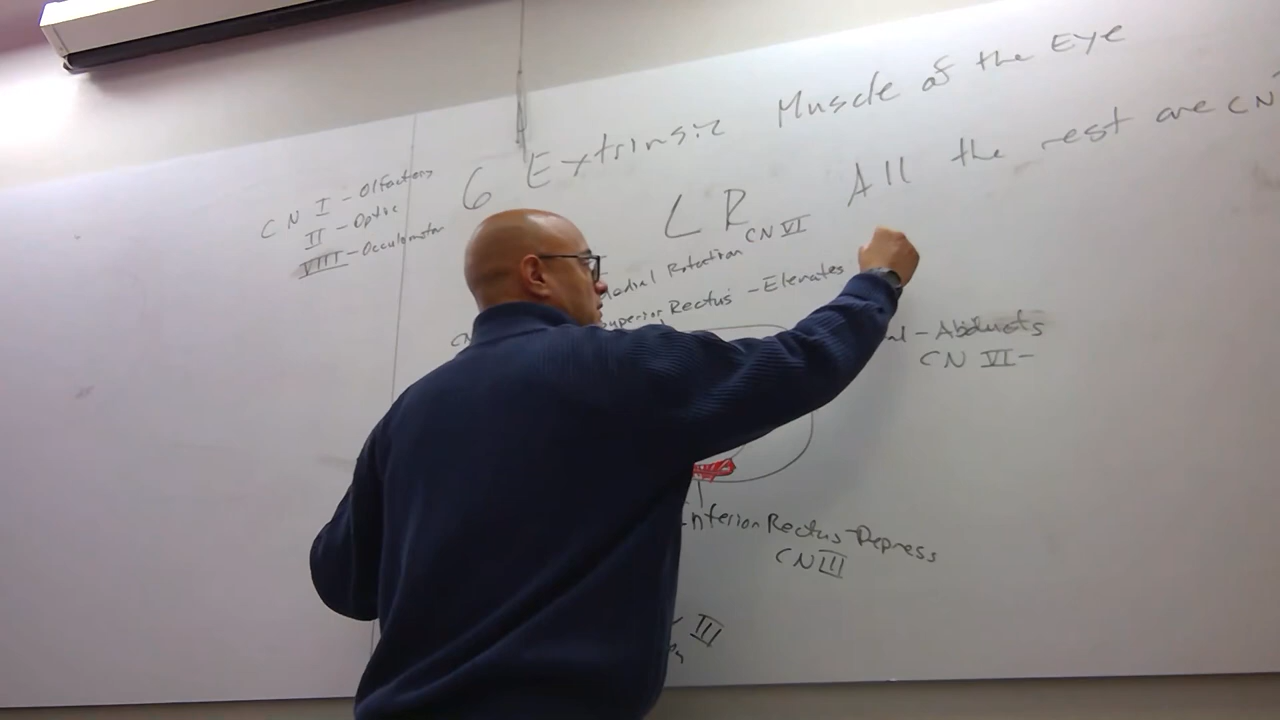 6 Extrinsic Muscle of the Eye
CN I - Olfactory
II - Optic
VIII - Occulomotor
LR CN VI
All the rest are CN
Medial Rotation
Superior Rectus - Elevates
- Abducts
CN VI -
Inferior Rectus - Depress
CN III
III